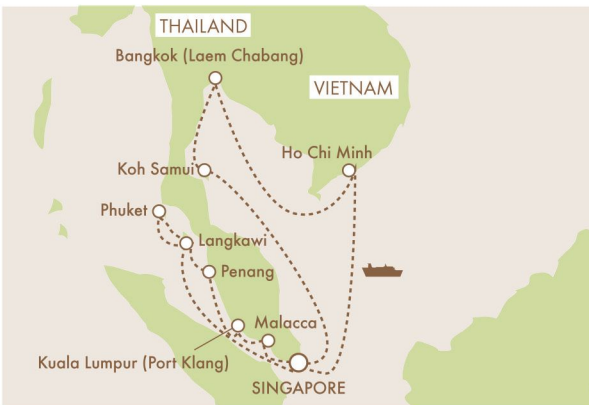 THAILAND
Bangkok (Laem Chabang)
VIETNAM
Ho Chi Minh
Koh Samui
Phuket
Langkawi
Penang
Malacca
Kuala Lumpur (Port Klang)
SINGAPORE